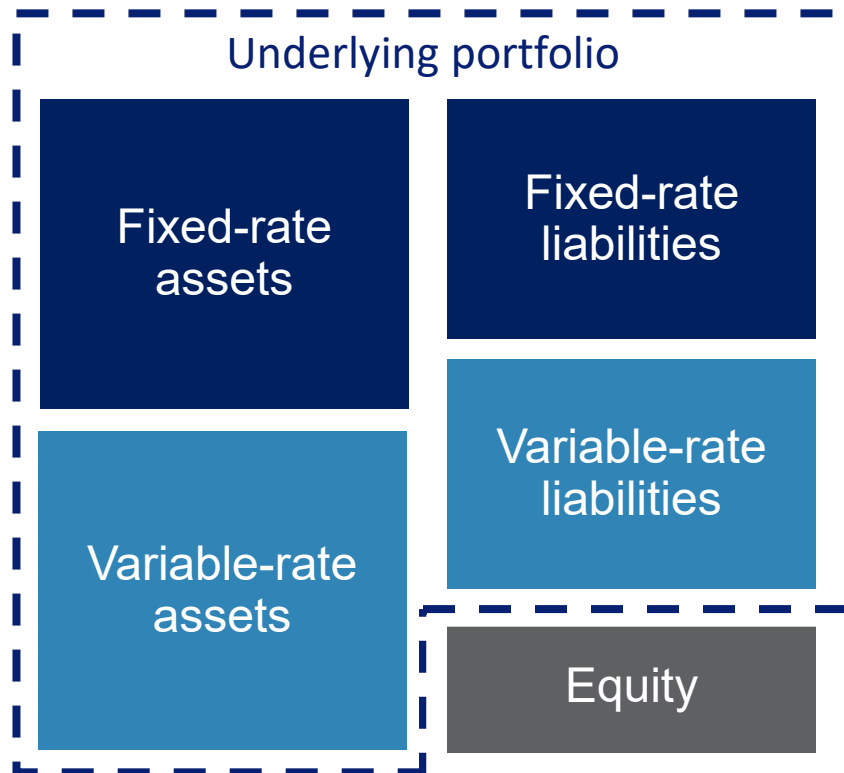 Underlying portfolio
Fixed-rate
assets
Fixed-rate
liabilities
Variable-rate
assets
Variable-rate
liabilities
Equity